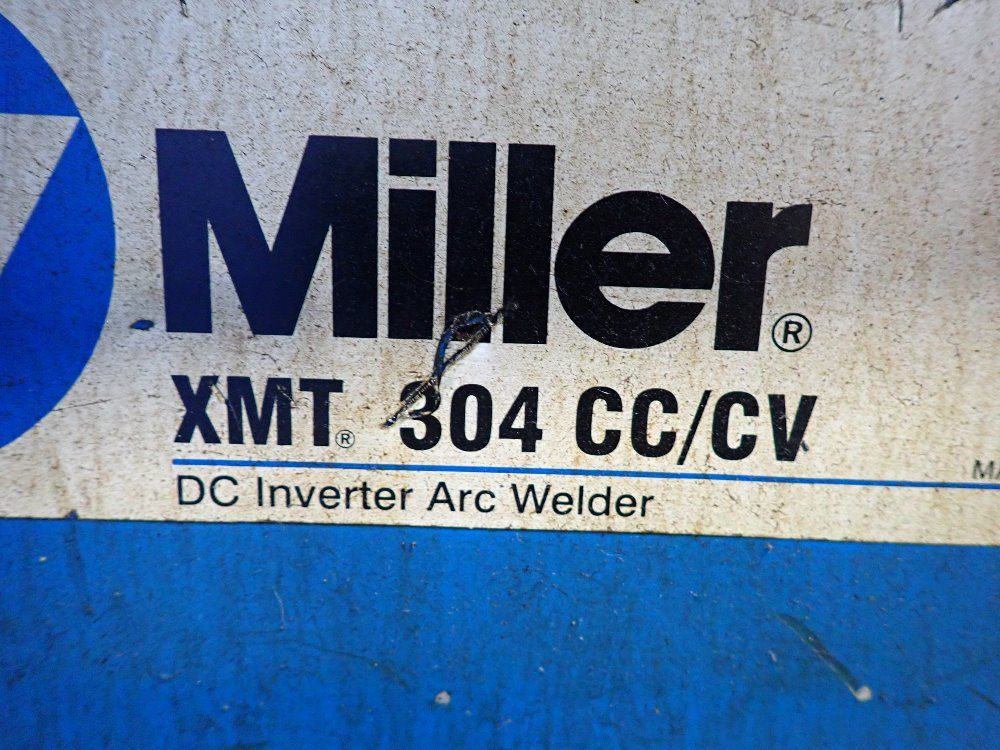 Miller®
XMT® 304 CC/CV
DC Inverter Arc Welder